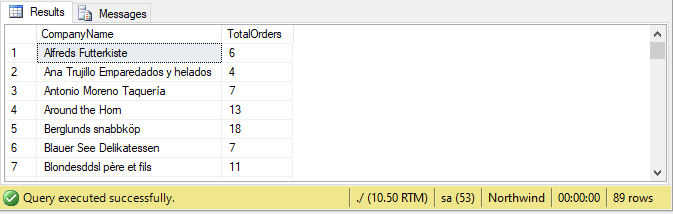 Results Messages
CompanyName TotalOrders
1 Alfreds Futterkiste 6
2 Ana Trujillo Emparedados y helados 4
3 Antonio Moreno Taquería 7
4 Around the Horn 13
5 Berglunds snabbköp 18
6 Blauer See Delikatessen 7
7 Blondesddsl père et fils 11
Query executed successfully. ./ (10.50 RTM) sa (53) Northwind 00:00:00 89 rows